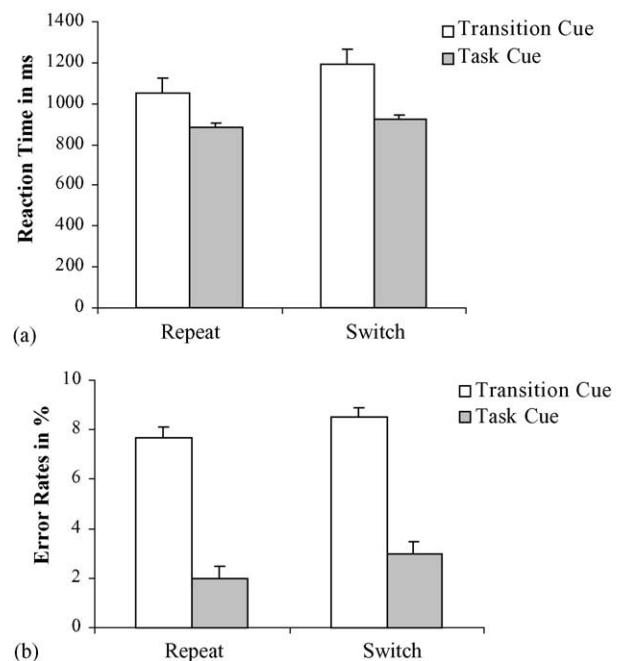 1400
1200
1000
800
600
400
200
0
Reaction Time in ms
Transition Cue
Task Cue
Repeat Switch
(a)
10
8
6
4
2
0
Error Rates in %
Transition Cue
Task Cue
Repeat Switch
(b)